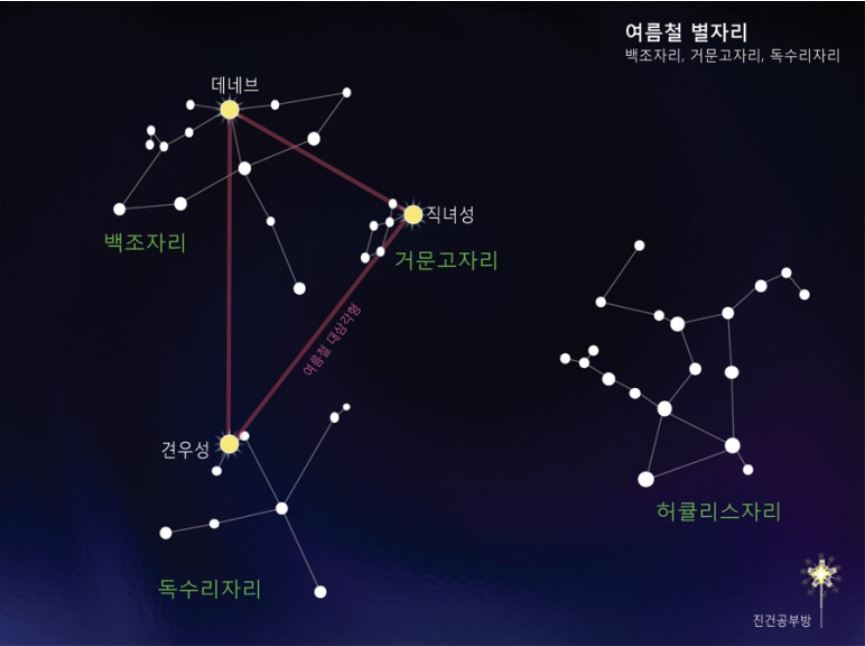 여름철 별자리
백조자리, 거문고자리, 독수리자리
데네브
직녀성
백조자리
거문고자리
여름철 대삼각형
견우성
허큘리스자리
독수리자리
진건공부방